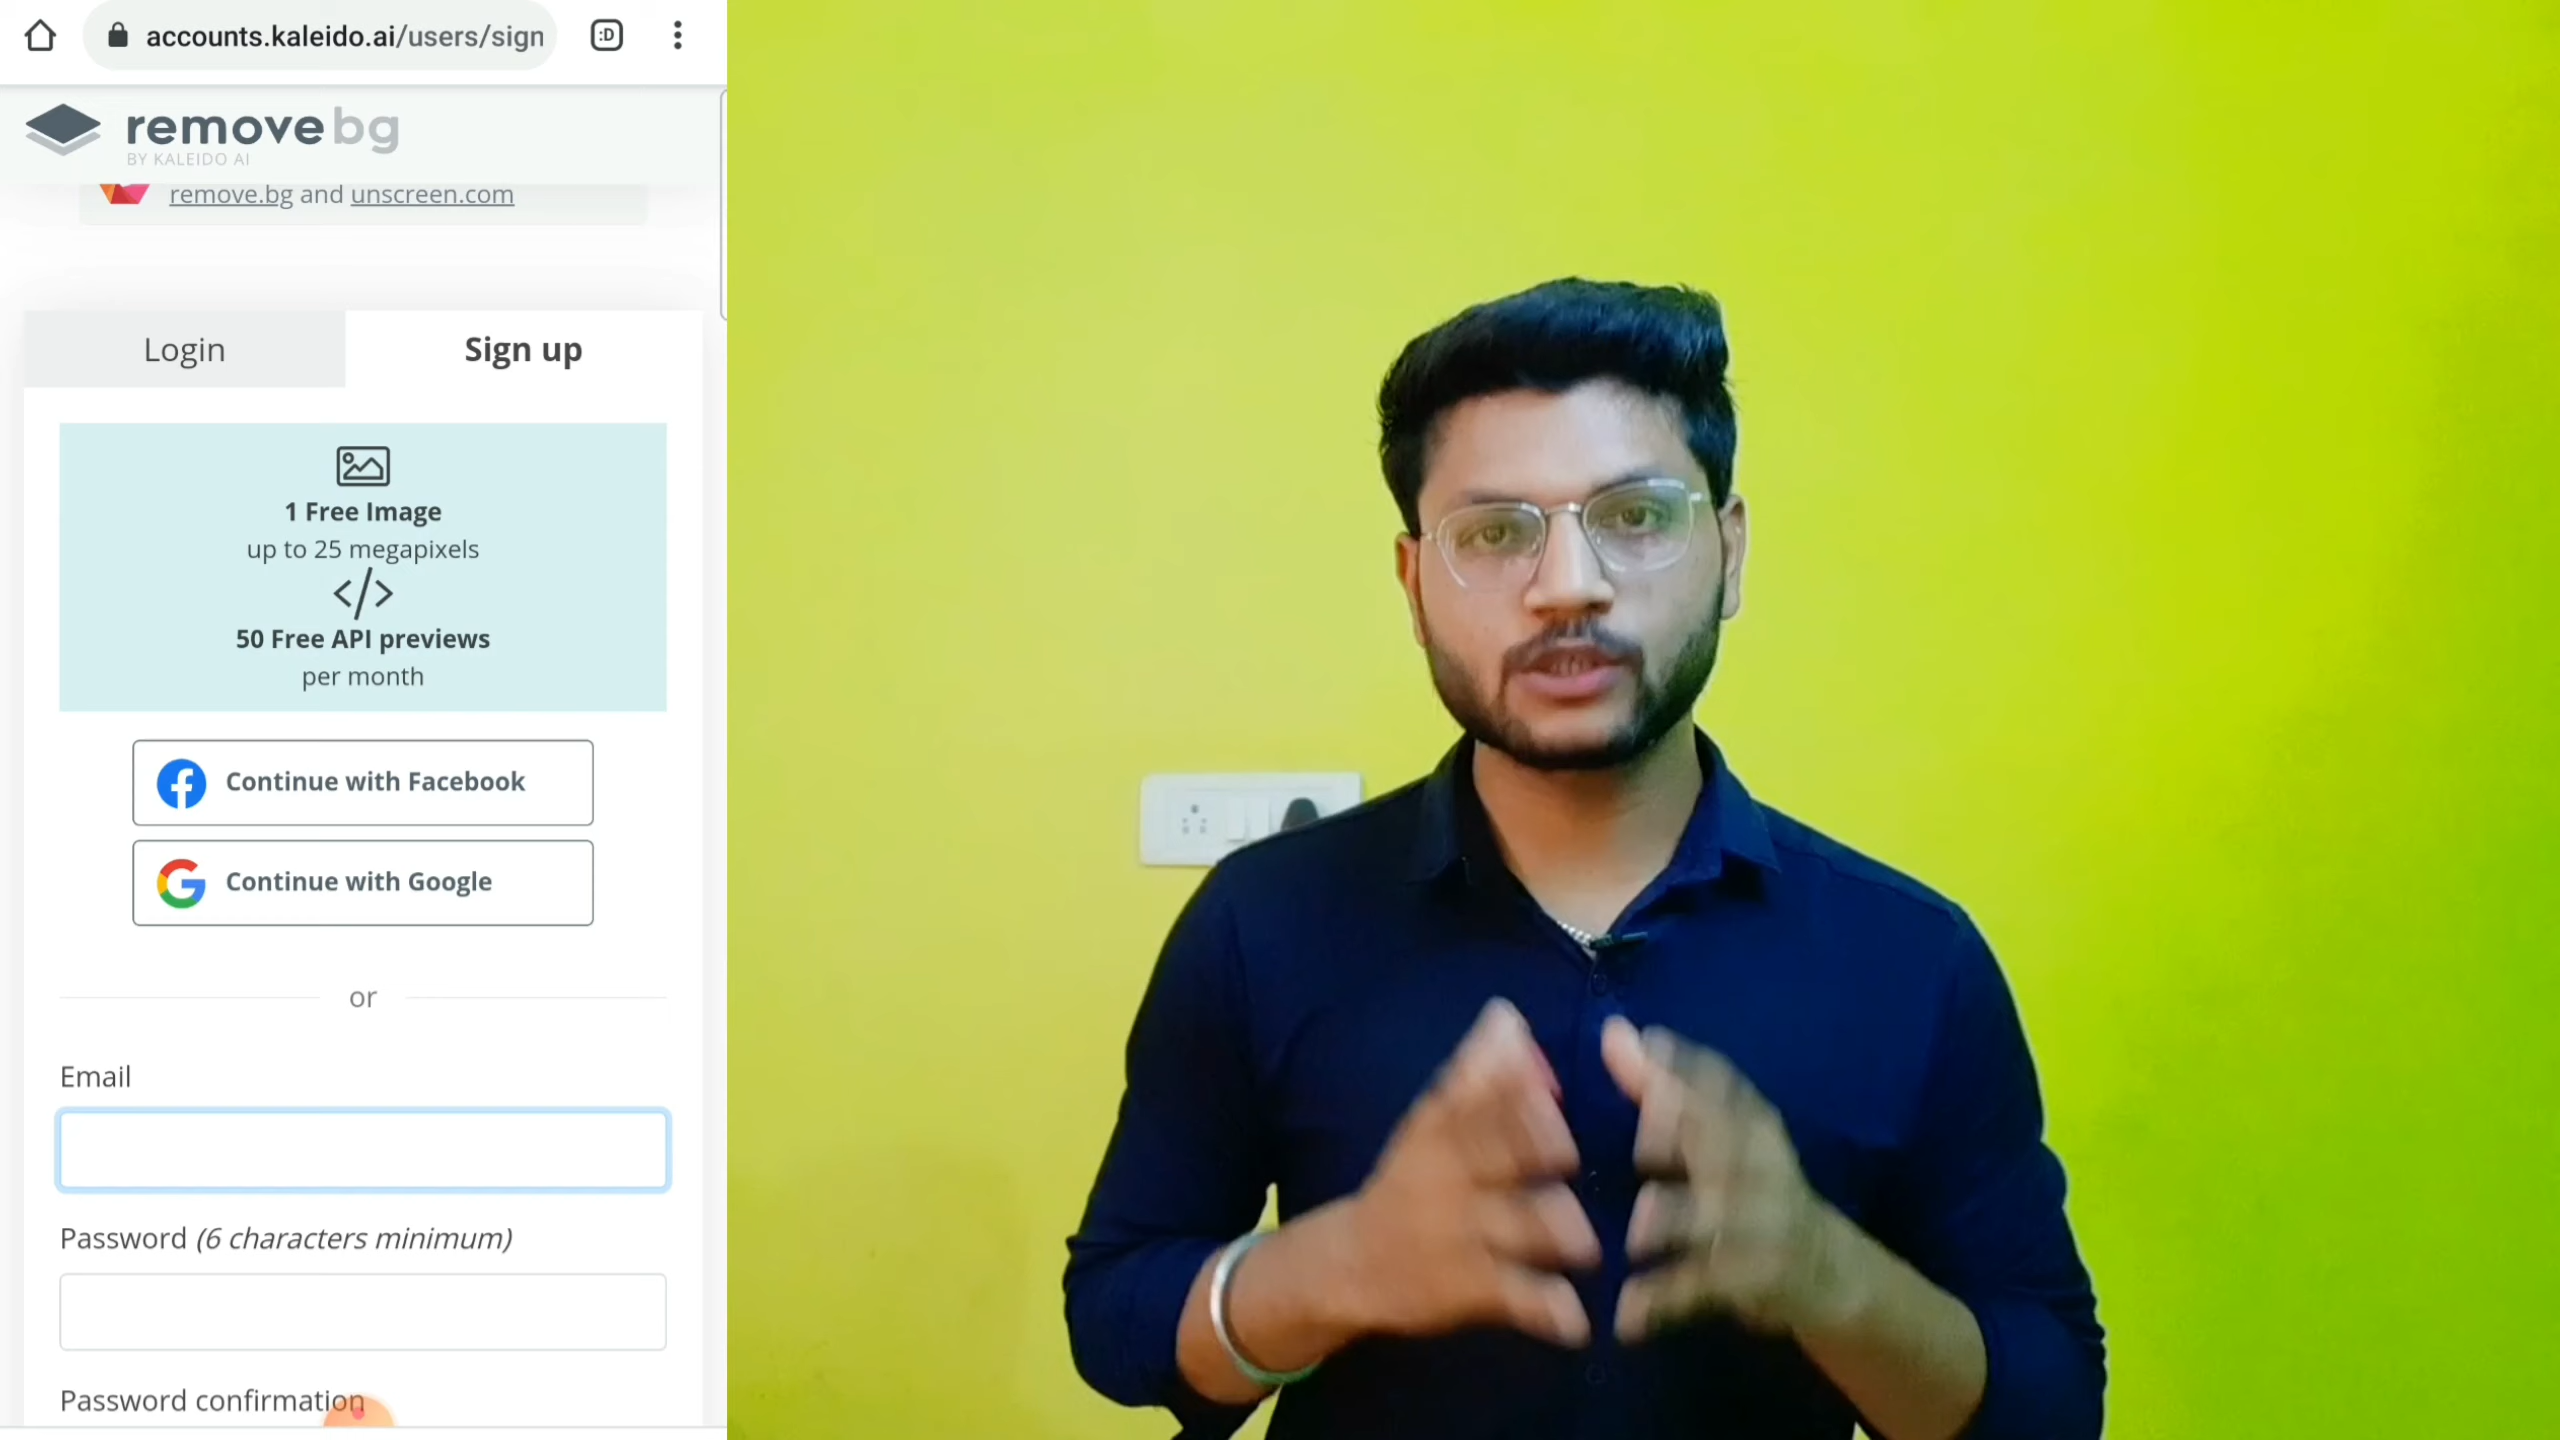 accounts.kaleido.ai/users/sign
:D
remove bg
BY KALEIDO AI
remove.bg and unscreen.com
Login
Sign up
1 Free Image
up to 25 megapixels
</>
50 Free API previews
per month
Continue with Facebook
Continue with Google
or
Email
Password (6 characters minimum)
Password confirmation